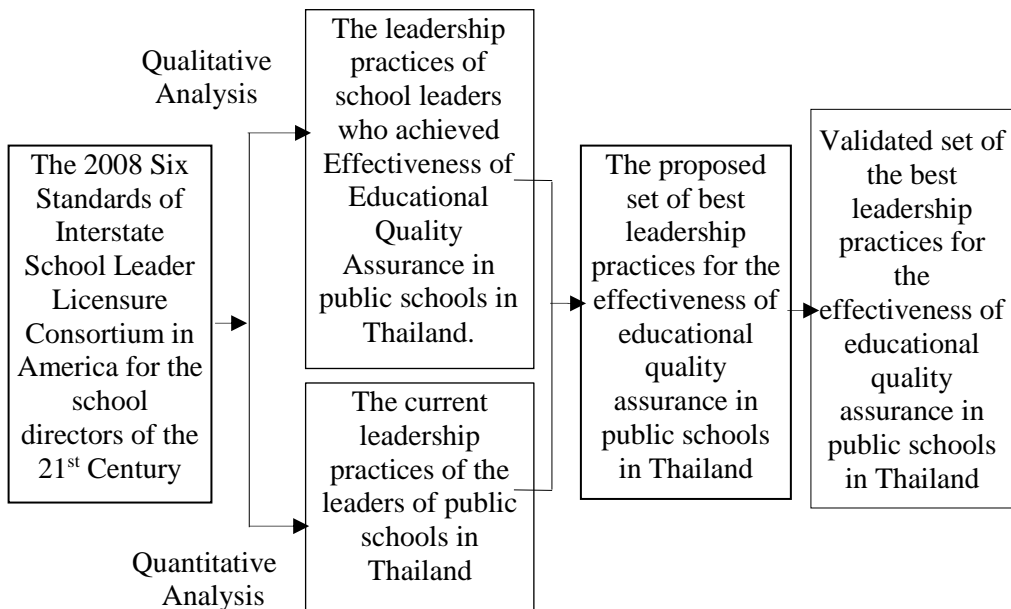 Qualitative
Analysis
The 2008 Six
Standards of
Interstate
School Leader
Licensure
Consortium in
America for the
school
directors of the
21st Century
The leadership
practices of
school leaders
who achieved
Effectiveness of
Educational
Quality
Assurance in
public schools in
Thailand.
The current
leadership
practices of the
leaders of public
schools in
Thailand
Quantitative
Analysis
The proposed
set of best
leadership
practices for the
effectiveness of
educational
quality
assurance in
public schools
in Thailand
Validated set of
the best
leadership
practices for
the
effectiveness of
educational
quality
assurance in
public schools
in Thailand